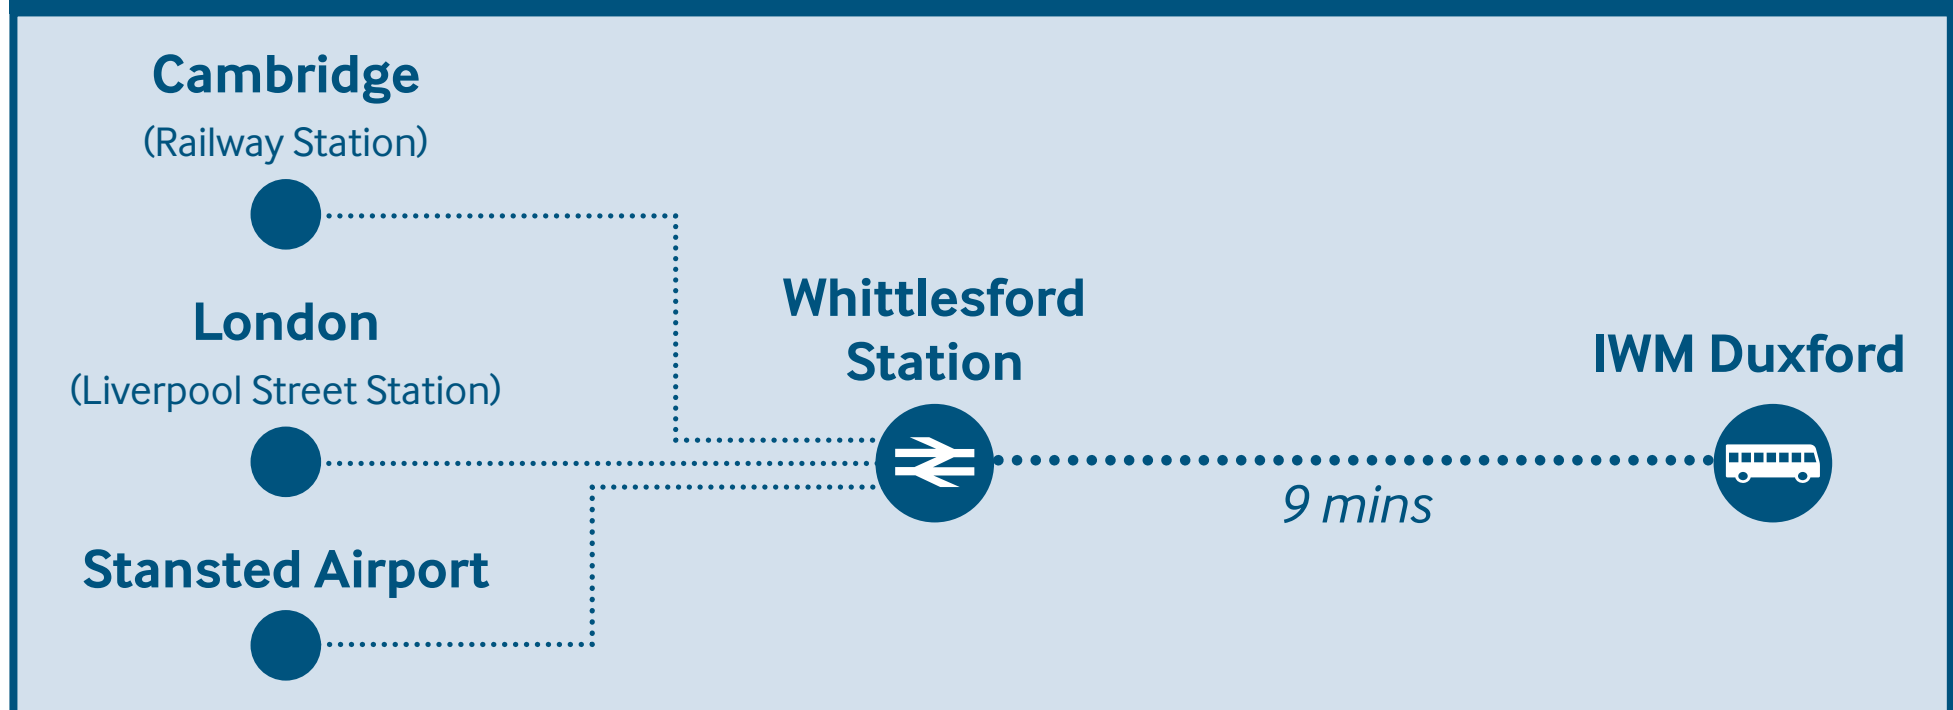 Cambridge
(Railway Station)
London
(Liverpool Street Station)
Stansted Airport
Whittlesford
Station
9 mins
IWM Duxford